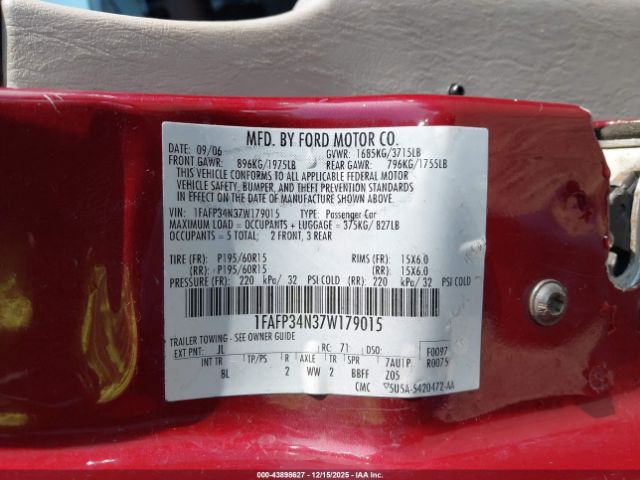 MFD. BY FORD MOTOR CO.
DATE: 09/06 GVWR: 1685KG/3715LB
FRONT GAWR: 896KG/1975LB REAR GAWR: 796KG/1755LB
THIS VEHICLE CONFORMS TO ALL APPLICABLE FEDERAL MOTOR
VEHICLE SAFETY, BUMPER, AND THEFT PREVENTION STANDARDS
IN EFFECT ON THE DATE OF MANUFACTURE SHOWN ABOVE.
VIN: 1FAFP34N37W179015 TYPE: Passenger Car
MAXIMUM LOAD = OCCUPANTS + LUGGAGE = 375KG/ 827LB
OCCUPANTS = 5 TOTAL; 2 FRONT, 3 REAR
TIRE (FR): P195/60R15 RIMS (FR): 15X6.0
(RR): P195/60R15 (RR): 15X6.0
PRESSURE (FR): 220 kPa/ 32 PSI COLD (RR): 220 kPa/ 32 PSI COLD
1FAFP34N37W179015
TRAILER TOWING - SEE OWNER GUIDE
EXT PNT: JL RC: 71 DSO: F0097
INT TR TP/PS R AXLE TR SPR 7AU1P R0075
BL 2 WW 2 BBFF Z05
CMC 5U5A-5420472-AA
000-43898627 - 12/15/2025 - IAAI.COM